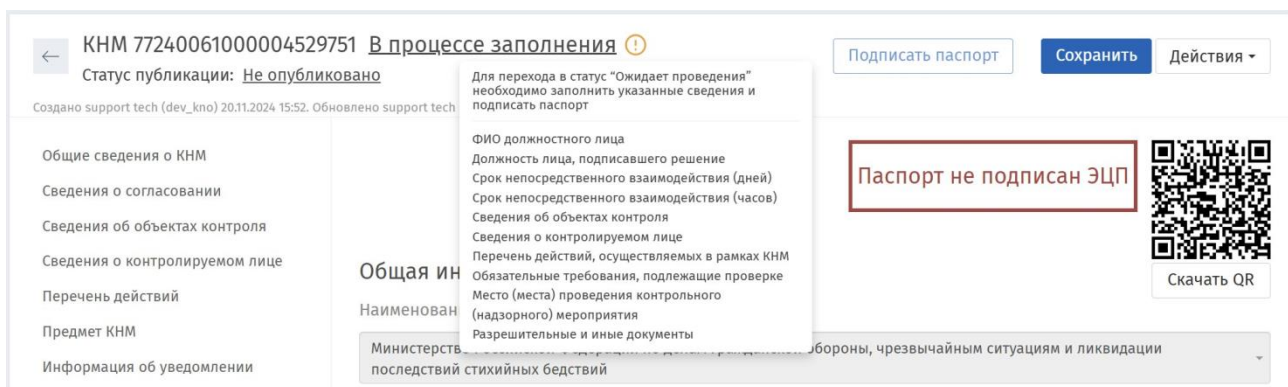 КНМ 77240061000004529751 В процессе заполнения
Подписать паспорт
Сохранить
Действия
Статус публикации: Не опубликовано
Создано support tech (dev_kno) 20.11.2024 15:52. Обновлено support tech
Для перехода в статус “Ожидает проведения”
необходимо заполнить указанные сведения и
подписать паспорт
ФИО должностного лица
Должность лица, подписавшего решение
Срок непосредственного взаимодействия (дней)
Срок непосредственного взаимодействия (часов)
Сведения об объектах контроля
Сведения о контролируемом лице
Перечень действий, осуществляемых в рамках КНМ
Обязательные требования, подлежащие проверке
Место (места) проведения контрольного
(надзорного) мероприятия
Разрешительные и иные документы
Общие сведения о КНМ
Сведения о согласовании
Сведения об объектах контроля
Сведения о контролируемом лице
Перечень действий
Предмет КНМ
Информация об уведомлении
Паспорт не подписан ЭЦП
Скачать QR
Общая ин
Наименован
Министерств
обороны, чрезвычайным ситуациям и ликвидации
последствий стихийных бедствий